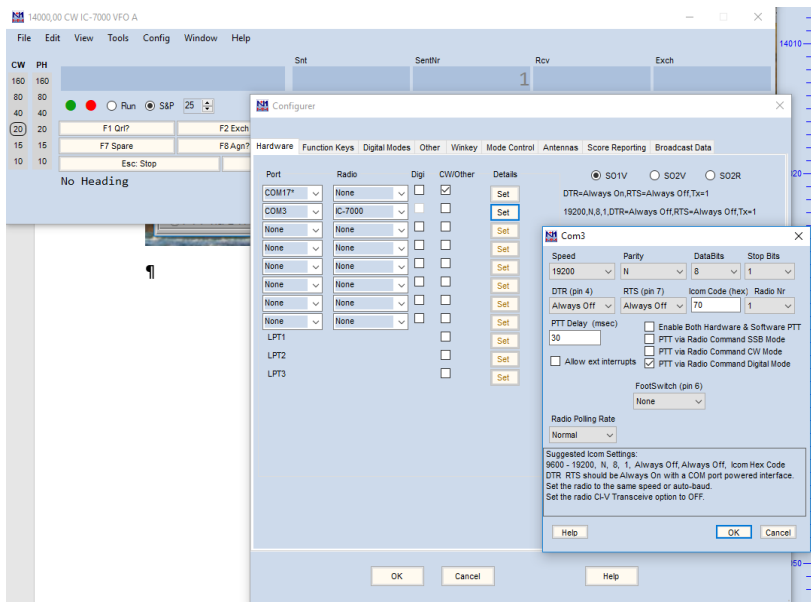 14000,00 CW IC-7000 VFO A
File Edit View Tools Config Window Help
Snt SentNr Rcv Exch
CW PH
1
160 160
80 80
40 40
20 20
15 15
10 10
Run S&P 25
F1 Qrl? F2 Exch
F7 Spare F8 Agn?
Esc: Stop
No Heading
¶
14010
20
50
Configurer
Hardware Function Keys Digital Modes Other Winkey Mode Control Antennas Score Reporting Broadcast Data
Port Radio Digi CW/Other Details SO1V SO2V SO2R
COM17* None Set DTR=Always On,RTS=Always Off,Tx=1
COM3 IC-7000 Set 19200,N,8,1,DTR=Always Off,RTS=Always Off,Tx=1
None None Set
None None Set
None None Set
None None Set
None None Set
None None Set
LPT1 Set
LPT2 Set
LPT3 Set
OK Cancel Help
Com3
Speed Parity DataBits Stop Bits
19200 N 8 1
DTR (pin 4) RTS (pin 7) Icom Code (hex) Radio Nr
Always Off Always Off 70 1
PTT Delay (msec)
30
Enable Both Hardware & Software PTT
PTT via Radio Command SSB Mode
PTT via Radio Command CW Mode
Allow ext interrupts PTT via Radio Command Digital Mode
FootSwitch (pin 6)
None
Radio Polling Rate
Normal
Suggested Icom Settings:
9600 - 19200, N, 8, 1, Always Off, Always Off, Icom Hex Code
DTR RTS should be Always On with a COM port powered interface.
Set the radio to the same speed or auto-baud.
Set the radio CI-V Transceive option to OFF.
Help OK Cancel